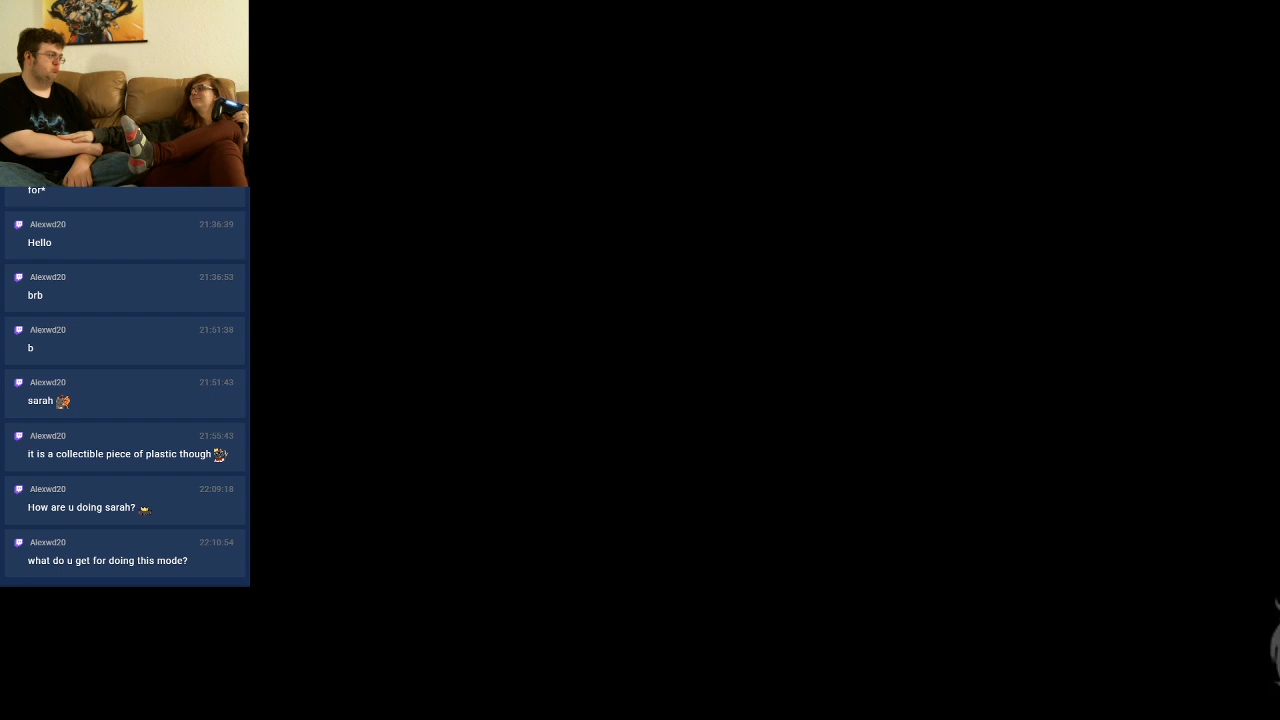 for*
Alexwd20 21:36:39
Hello
Alexwd20 21:36:53
brb
Alexwd20 21:51:38
b
Alexwd20 21:51:43
sarah
Alexwd20 21:55:43
it is a collectible piece of plastic though
Alexwd20 22:09:18
How are u doing sarah?
Alexwd20 22:10:54
what do u get for doing this mode?